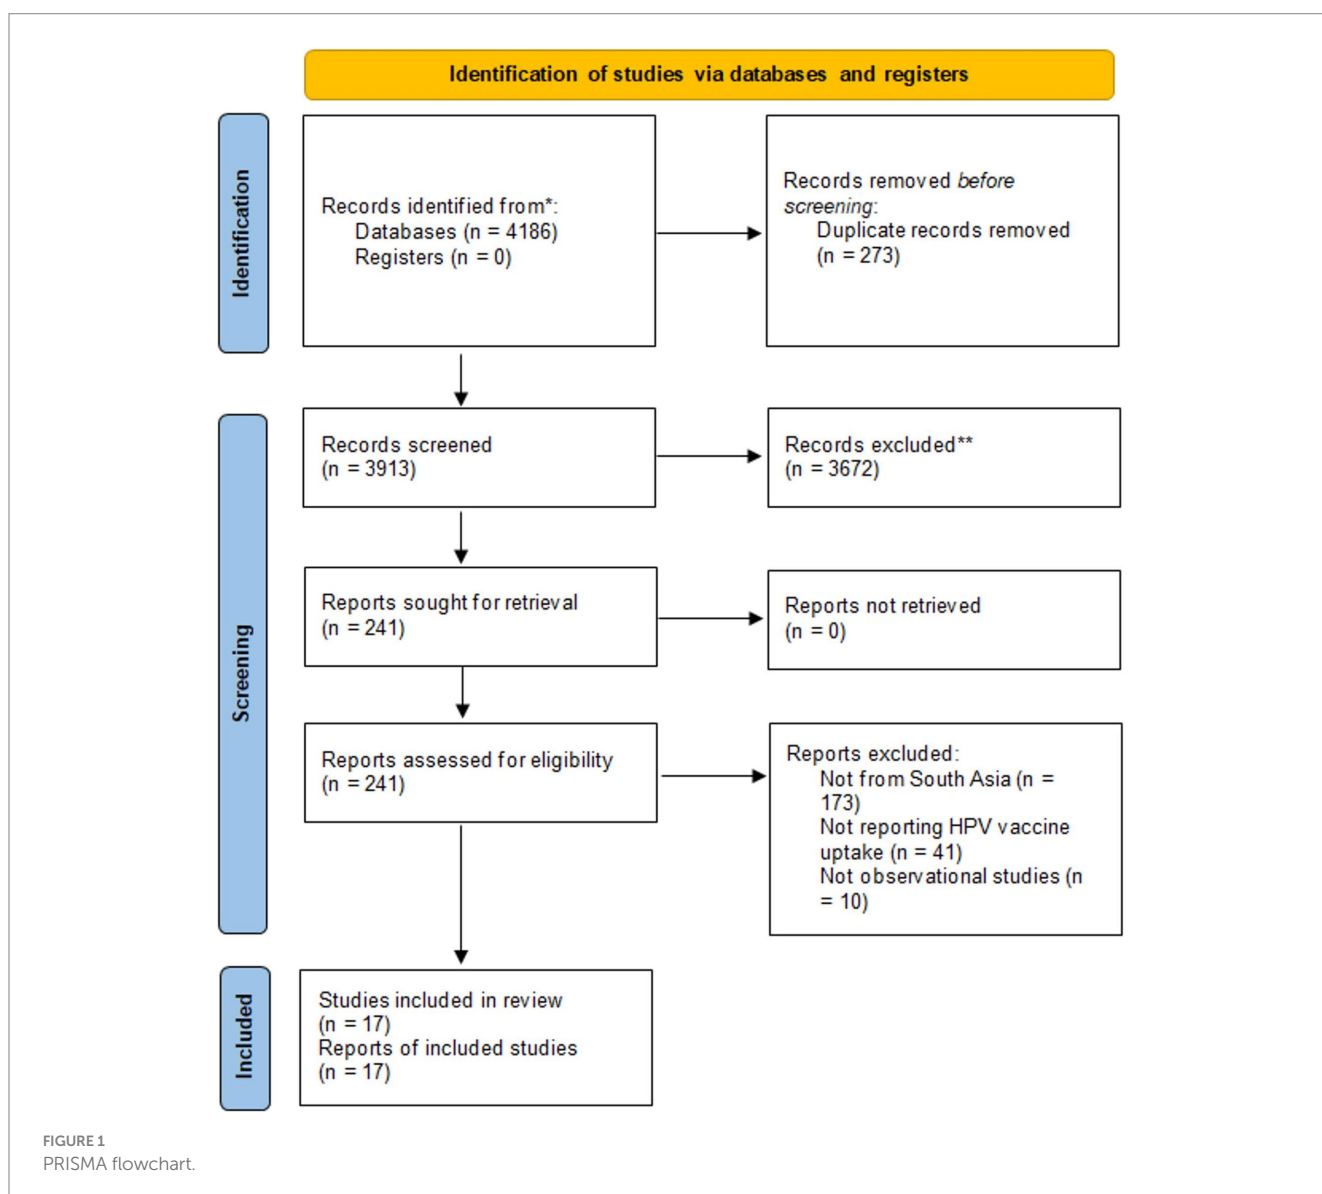 Identification of studies via databases and registers
Identification
Records identified from*:
Databases (n = 4186)
Registers (n = 0)
Records removed before
screening:
Duplicate records removed
(n = 273)
Screening
Records screened
(n = 3913)
Records excluded**
(n = 3672)
Reports sought for retrieval
(n = 241)
Reports not retrieved
(n = 0)
Reports assessed for eligibility
(n = 241)
Reports excluded:
Not from South Asia (n =
173)
Not reporting HPV vaccine
uptake (n = 41)
Not observational studies (n
= 10)
Included
Studies included in review
(n = 17)
Reports of included studies
(n = 17)
FIGURE 1
PRISMA flowchart.